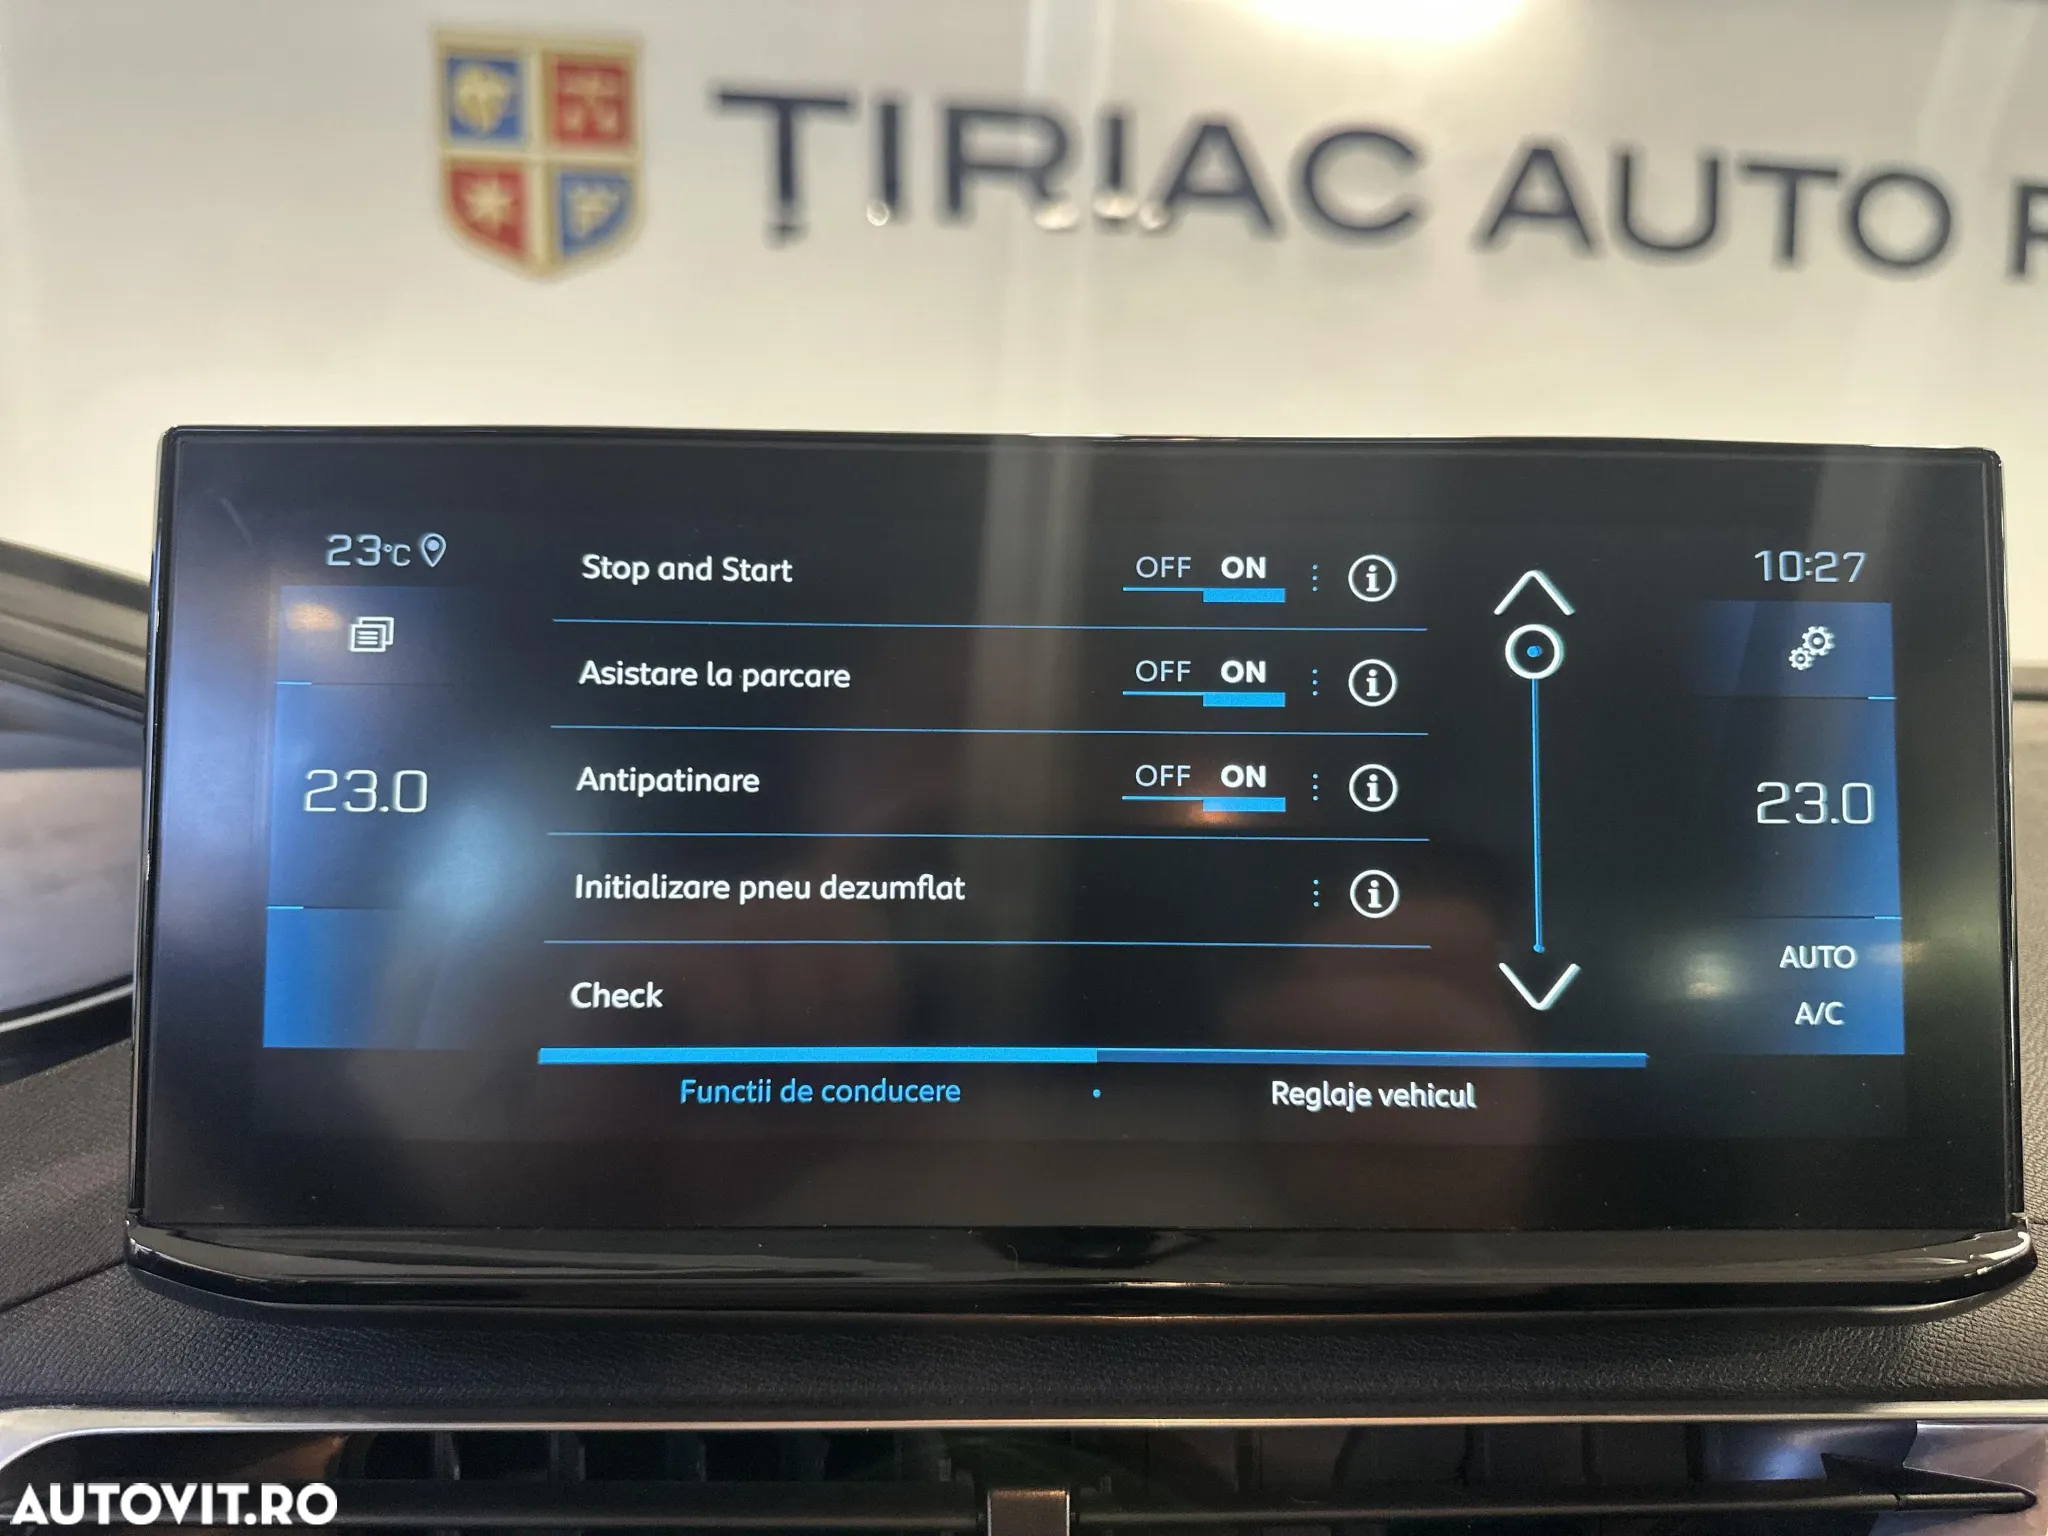 ȚIRIAC AUTO
23°C
10:27
Stop and Start OFF ON
Asistare la parcare OFF ON
Antipatinare OFF ON
Initializare pneu dezumflat
Check
23.0
23.0
AUTO
A/C
Functii de conducere
Reglaje vehicul
AUTOVIT.RO